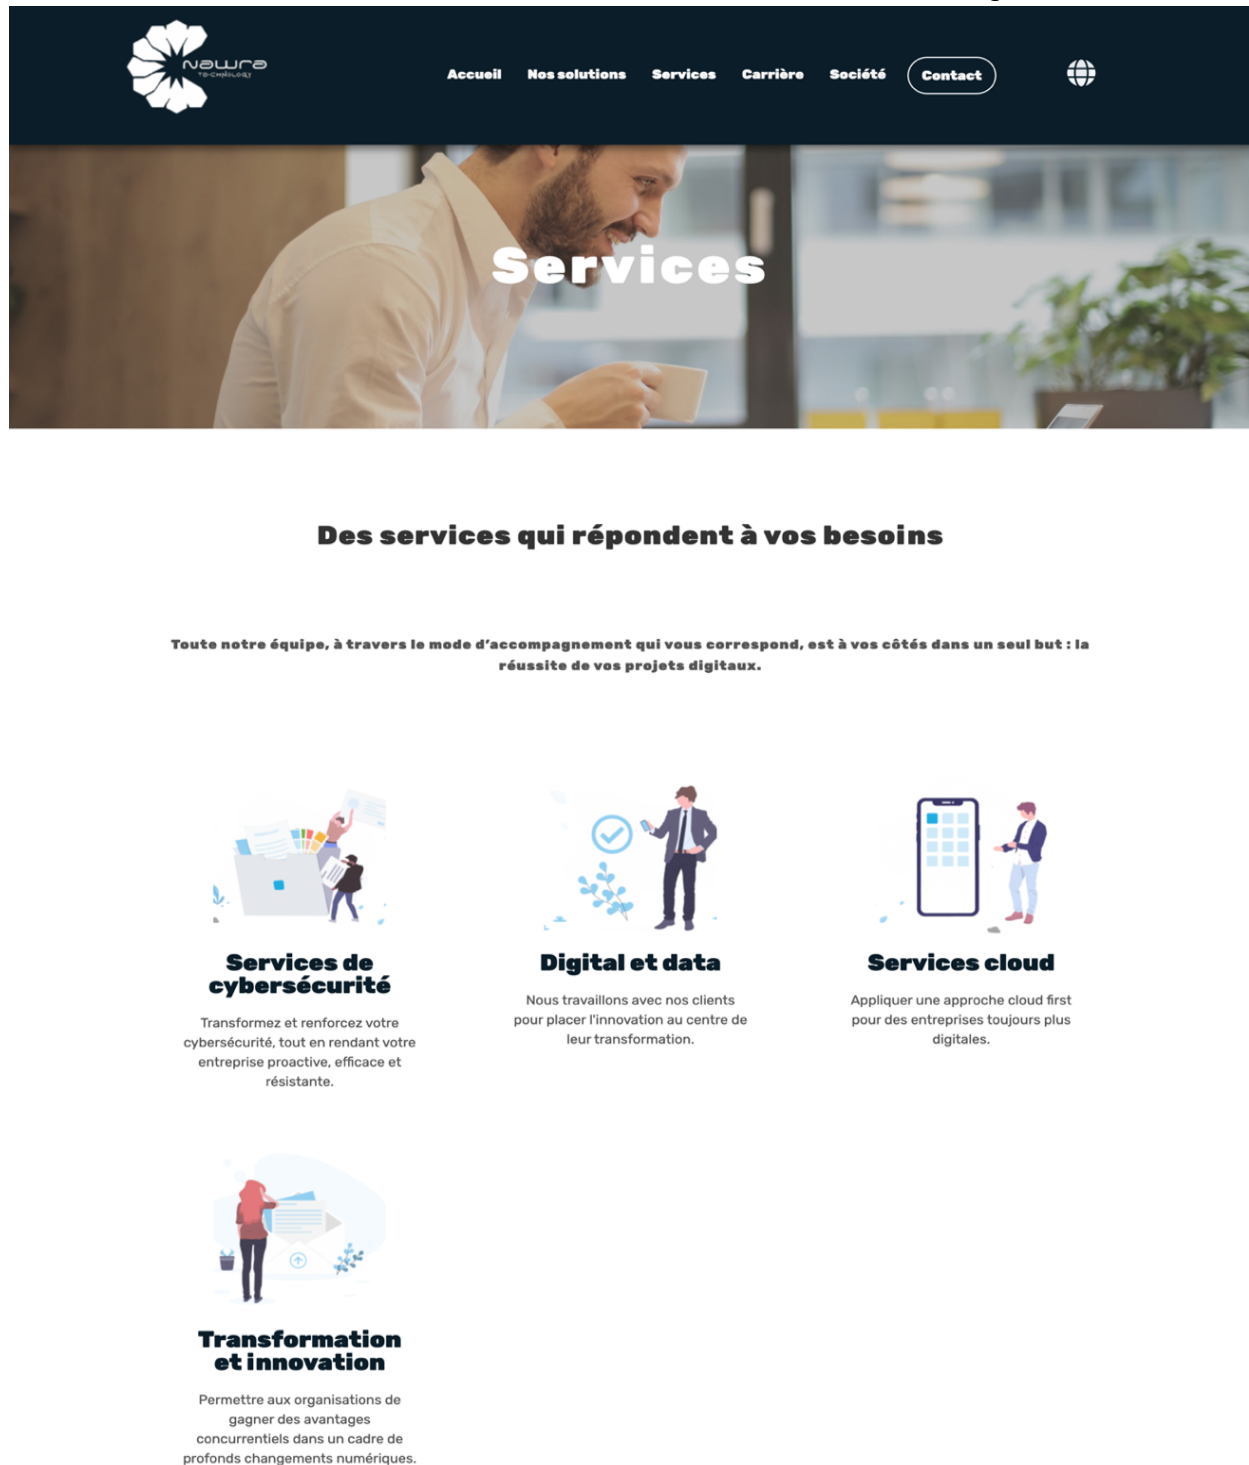 Nawra
TECHNOLOGY
Accueil Nos solutions Services Carrière Société Contact
Services
Des services qui répondent à vos besoins
Toute notre équipe, à travers le mode d’accompagnement qui vous correspond, est à vos côtés dans un seul but : la
réussite de vos projets digitaux.
Services de
cybersécurité
Transformez et renforcez votre
cybersécurité, tout en rendant votre
entreprise proactive, efficace et
résistante.
Digital et data
Nous travaillons avec nos clients
pour placer l'innovation au centre de
leur transformation.
Services cloud
Appliquer une approche cloud first
pour des entreprises toujours plus
digitales.
Transformation
et innovation
Permettre aux organisations de
gagner des avantages
concurrentiels dans un cadre de
profonds changements numériques.